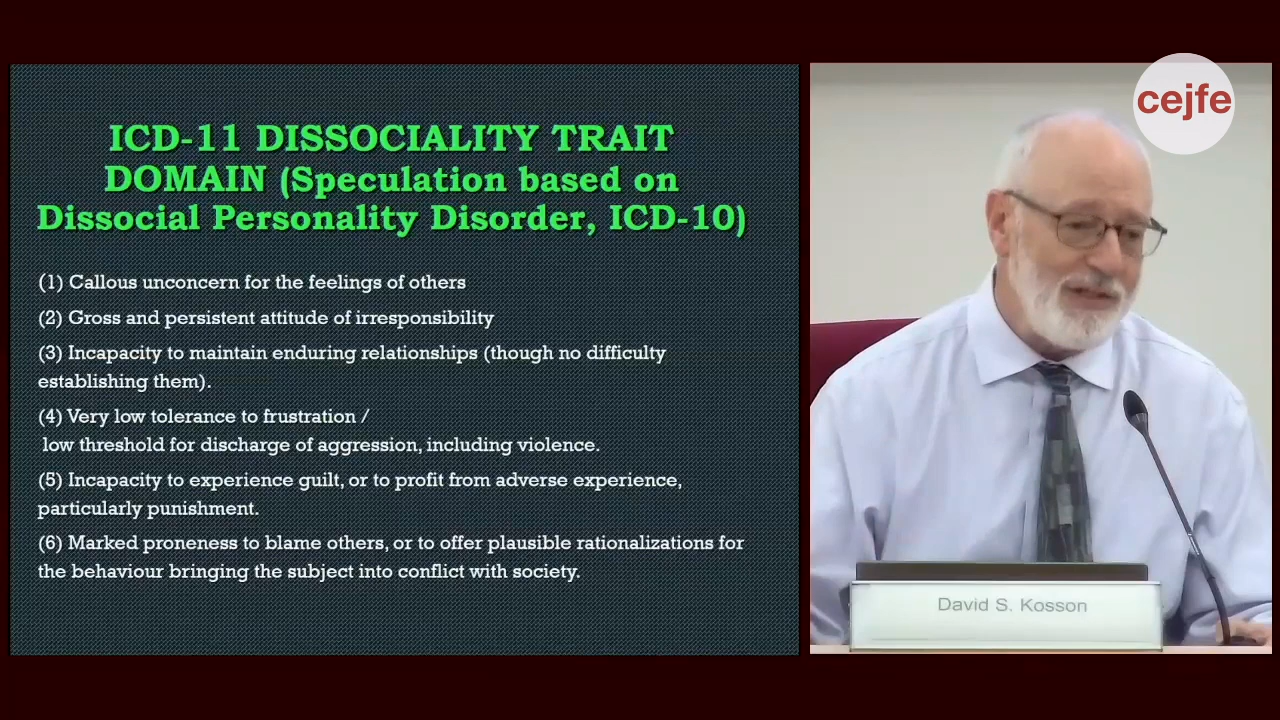 ICD-11 DISSOCIALITY TRAIT
DOMAIN (Speculation based on
Dissocial Personality Disorder, ICD-10)
(1) Callous unconcern for the feelings of others
(2) Gross and persistent attitude of irresponsibility
(3) Incapacity to maintain enduring relationships (though no difficulty
establishing them).
(4) Very low tolerance to frustration /
low threshold for discharge of aggression, including violence.
(5) Incapacity to experience guilt, or to profit from adverse experience,
particularly punishment.
(6) Marked proneness to blame others, or to offer plausible rationalizations for
the behaviour bringing the subject into conflict with society.
cejfe
David S. Kosson